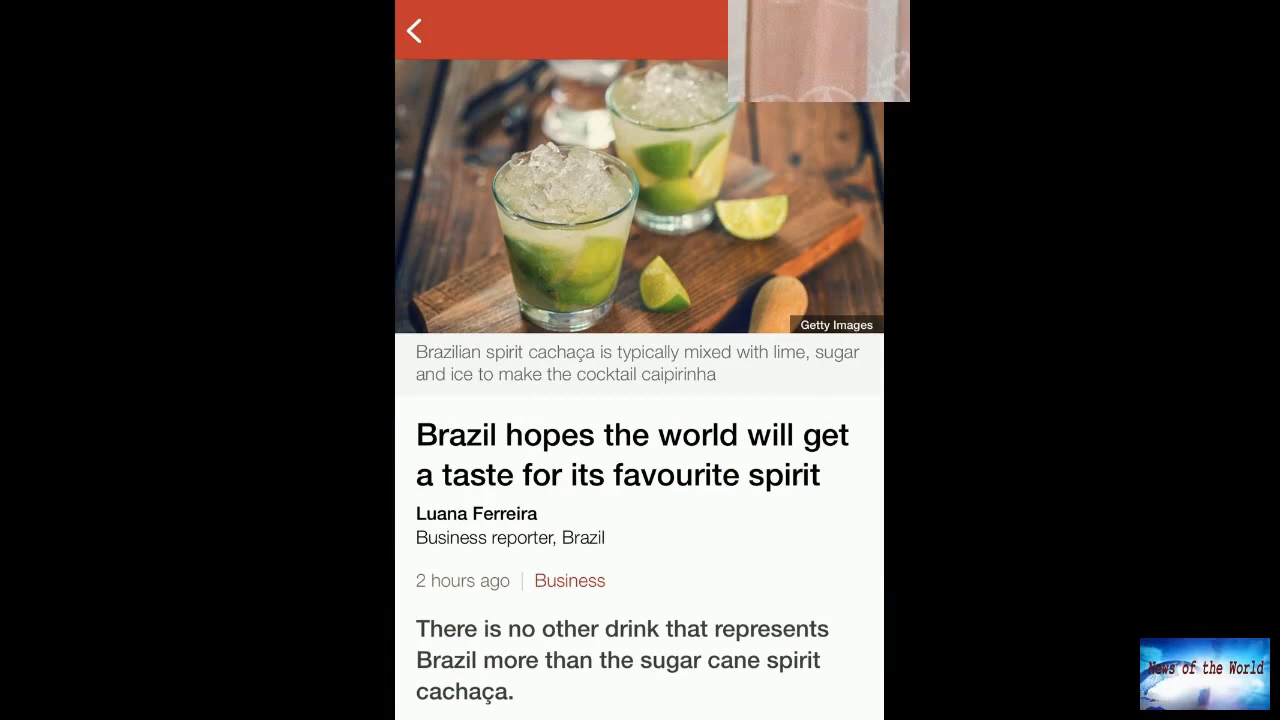 Getty Images
Brazilian spirit cachaça is typically mixed with lime, sugar
and ice to make the cocktail caipirinha
Brazil hopes the world will get
a taste for its favourite spirit
Luana Ferreira
Business reporter, Brazil
2 hours ago | Business
There is no other drink that represents
Brazil more than the sugar cane spirit
cachaça.
News of the World